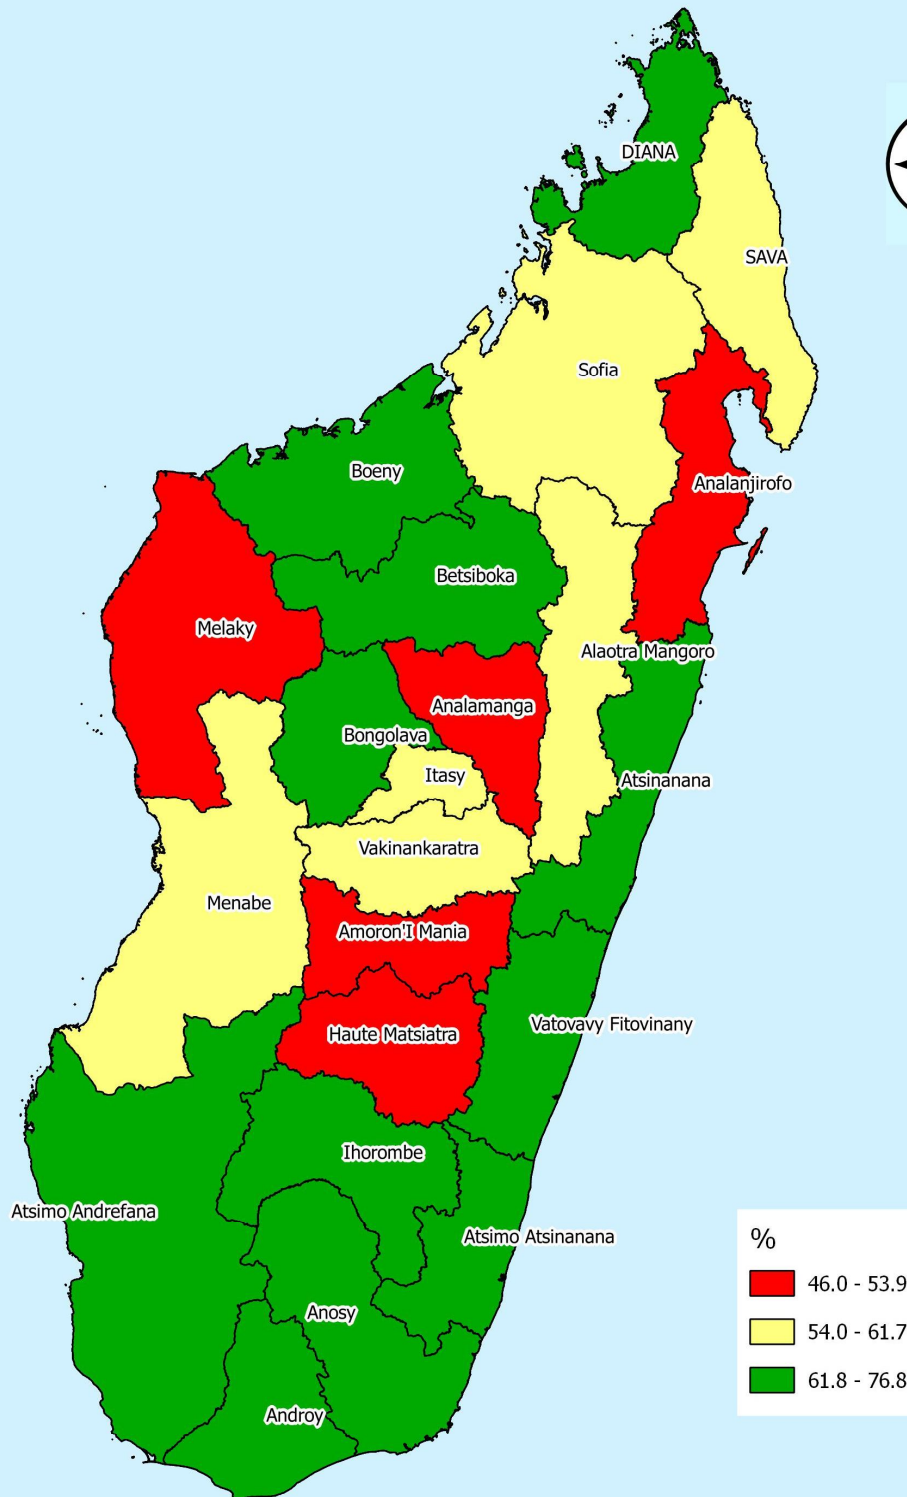 DIANA
SAVA
Sofia
Boeny
Analanjirofo
Betsiboka
Melaky
Alaotra Mangoro
Analamanga
Bongolava
Itasy
Atsinanana
Vakinankaratra
Menabe
Amoron'I Mania
Vatovavy Fitovinany
Haute Matsiatra
Ihorombe
Atsimo Andrefana
Atsimo Atsinanana
Anosy
Androy
%
46.0 - 53.9
54.0 - 61.7
61.8 - 76.8